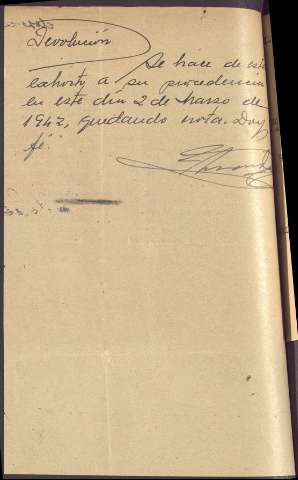 Devolución
Se hace de este
exhorto a su procedencia
en este día 2 de Marzo de
1942, quedando nota. Doy
fé.